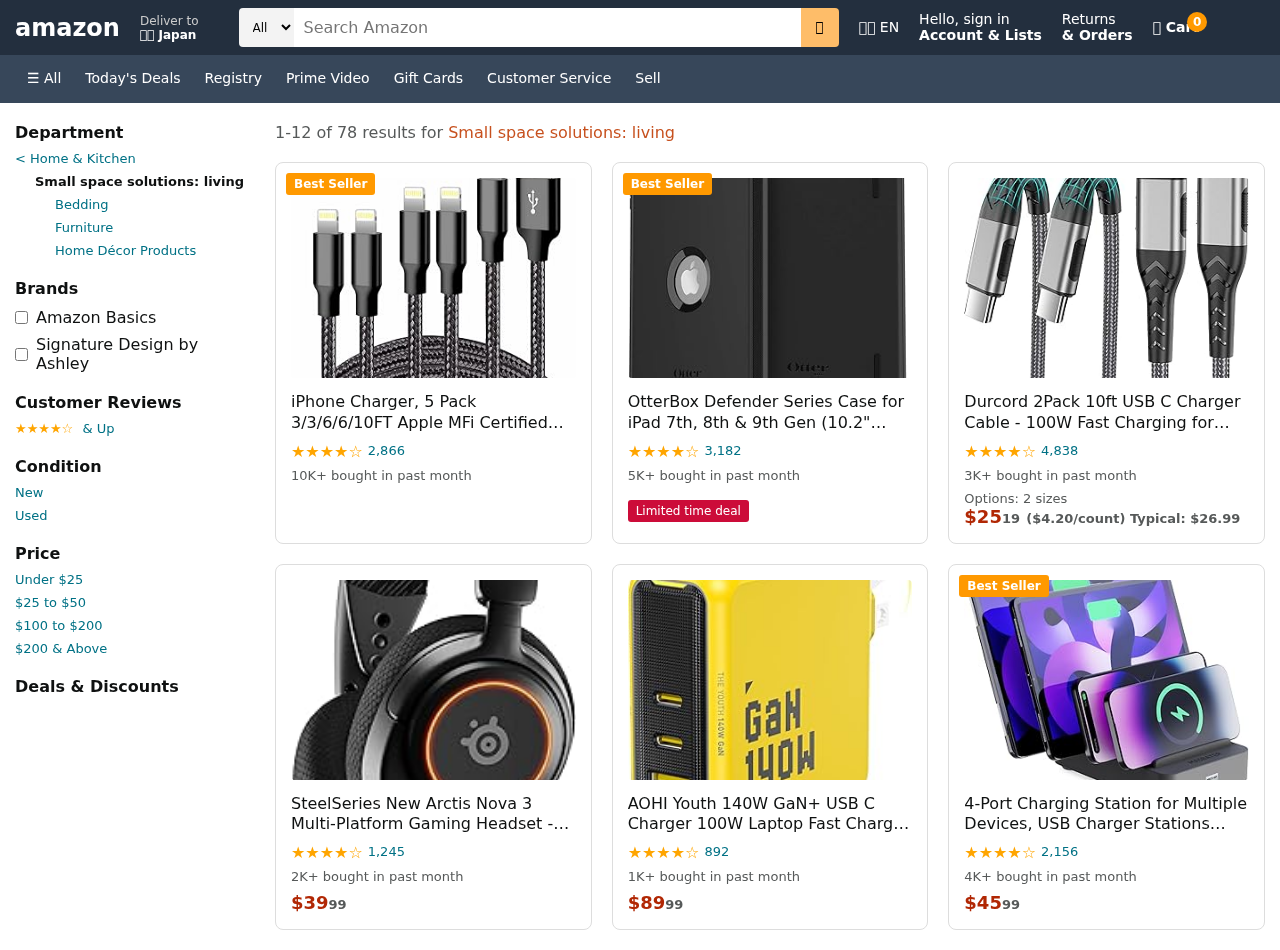 amazon
Deliver to
Japan
All
Search Amazon
EN
Hello, sign in
Account & Lists
Returns
& Orders
0
☰ All
Today's Deals
Registry
Prime Video
Gift Cards
Customer Service
Sell
Department
< Home & Kitchen
Small space solutions: living
Bedding
Furniture
Home Décor Products
Brands
Amazon Basics
Signature Design by
Ashley
Customer Reviews
★★★★☆ & Up
Condition
New
Used
Price
Under $25
$25 to $50
$100 to $200
$200 & Above
Deals & Discounts
1-12 of 78 results for Small space solutions: living
Best Seller
iPhone Charger, 5 Pack
3/3/6/6/10FT Apple MFi Certified…
★★★★☆ 2,866
10K+ bought in past month
Best Seller
Otter
Otter
OtterBox Defender Series Case for
iPad 7th, 8th & 9th Gen (10.2"…
★★★★☆ 3,182
5K+ bought in past month
Limited time deal
Durcord 2Pack 10ft USB C Charger
Cable - 100W Fast Charging for…
★★★★☆ 4,838
3K+ bought in past month
Options: 2 sizes
$25 19 ($4.20/count) Typical: $26.99
SteelSeries New Arctis Nova 3
Multi-Platform Gaming Headset -…
★★★★☆ 1,245
2K+ bought in past month
$39 99
THE YOUTH 140W GaN
GaN
140W
AOHI Youth 140W GaN+ USB C
Charger 100W Laptop Fast Charg…
★★★★☆ 892
1K+ bought in past month
$89 99
Best Seller
4-Port Charging Station for Multiple
Devices, USB Charger Stations…
★★★★☆ 2,156
4K+ bought in past month
$45 99